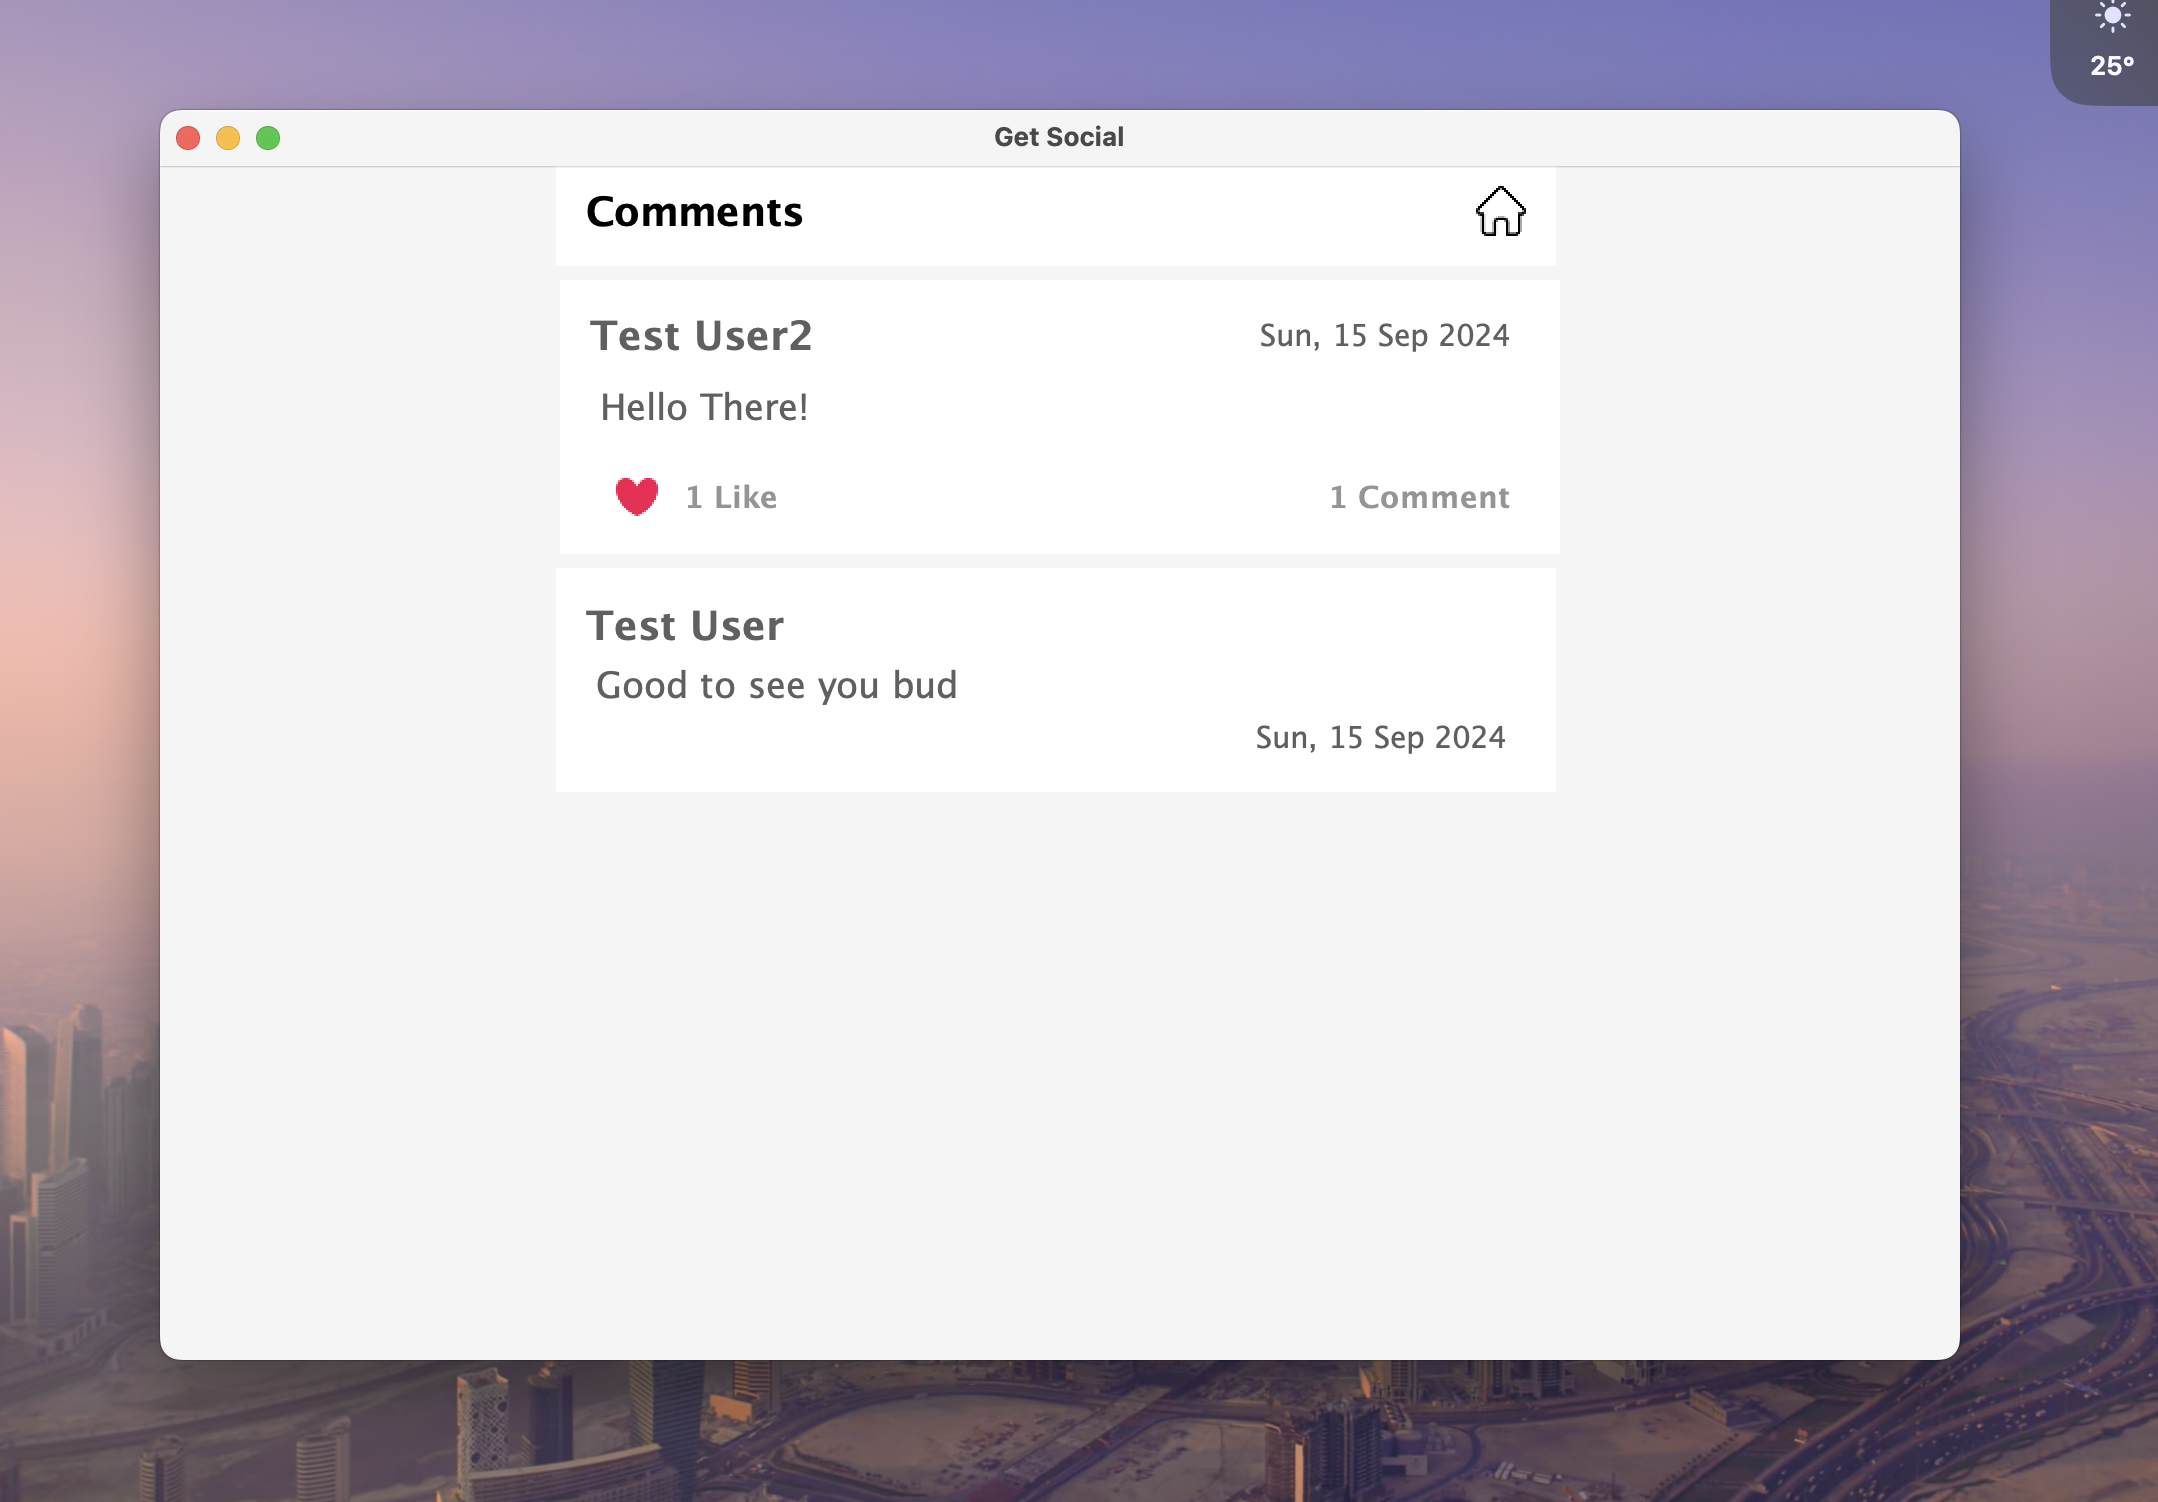 25°
Get Social
Comments
Test User2
Sun, 15 Sep 2024
Hello There!
1 Like
1 Comment
Test User
Good to see you bud
Sun, 15 Sep 2024